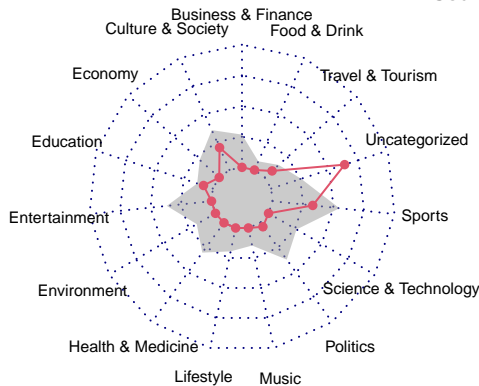 Business & Finance
Culture & Society
Food & Drink
Economy
Travel & Tourism
Education
Uncategorized
Entertainment
Sports
Environment
Science & Technology
Health & Medicine
Politics
Lifestyle
Music